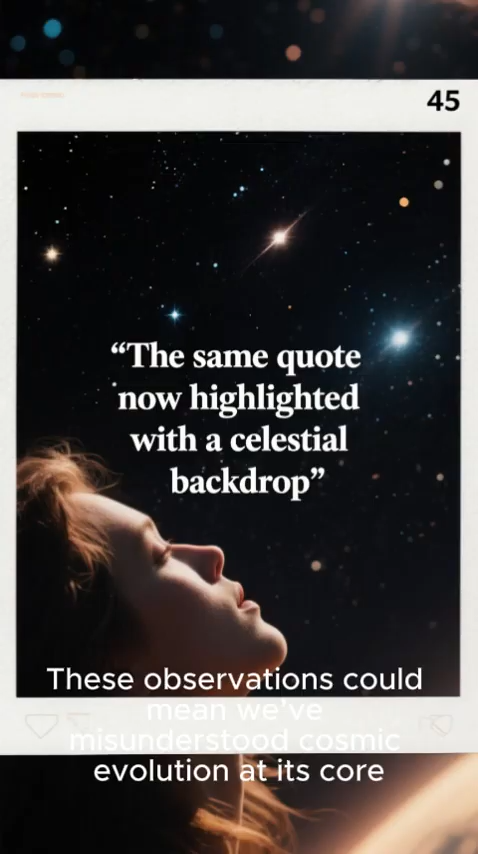 45
“The same quote
now highlighted
with a celestial
backdrop”
These observations could
mean we've
misunderstood cosmic
evolution at its core